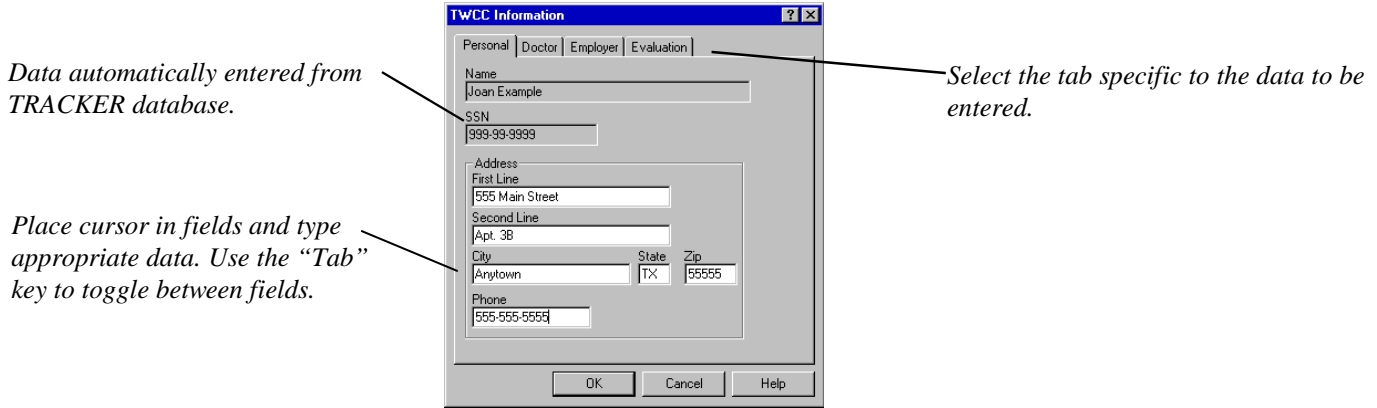 TWCC Information
Personal Doctor Employer Evaluation
Data automatically entered from
TRACKER database.
Select the tab specific to the data to be
entered.
Name
Joan Example
SSN
999-99-9999
Address
First Line
555 Main Street
Second Line
Apt. 3B
Place cursor in fields and type
appropriate data. Use the “Tab”
key to toggle between fields.
City State Zip
Anytown TX 55555
Phone
555-555-5555
OK Cancel Help